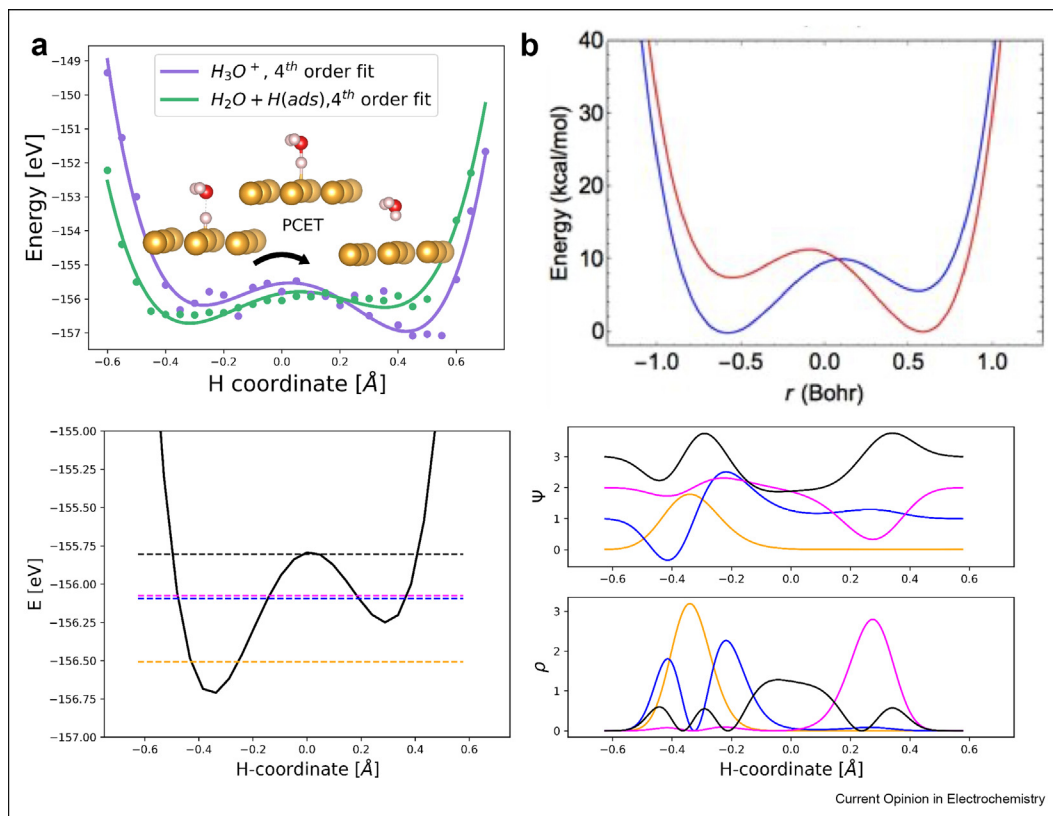 a
−149
−150
−151
−152
−153
−154
−155
−156
−157
Energy [eV]
H₃O⁺, 4ᵗʰ order fit
H₂O + H(ads),4ᵗʰ order fit
PCET
−0.6 −0.4 −0.2 0.0 0.2 0.4 0.6
H coordinate [Å]
b
40
30
20
10
0
Energy (kcal/mol)
−1.0 −0.5 0.0 0.5 1.0
r (Bohr)
−155.00
−155.25
−155.50
−155.75
−156.00
−156.25
−156.50
−156.75
−157.00
E [eV]
−0.6 −0.4 −0.2 0.0 0.2 0.4 0.6
H-coordinate [Å]
3
2
1
0
Ψ
−0.6 −0.4 −0.2 0.0 0.2 0.4 0.6
3
2
1
0
ρ
−0.6 −0.4 −0.2 0.0 0.2 0.4 0.6
H-coordinate [Å]
Current Opinion in Electrochemistry